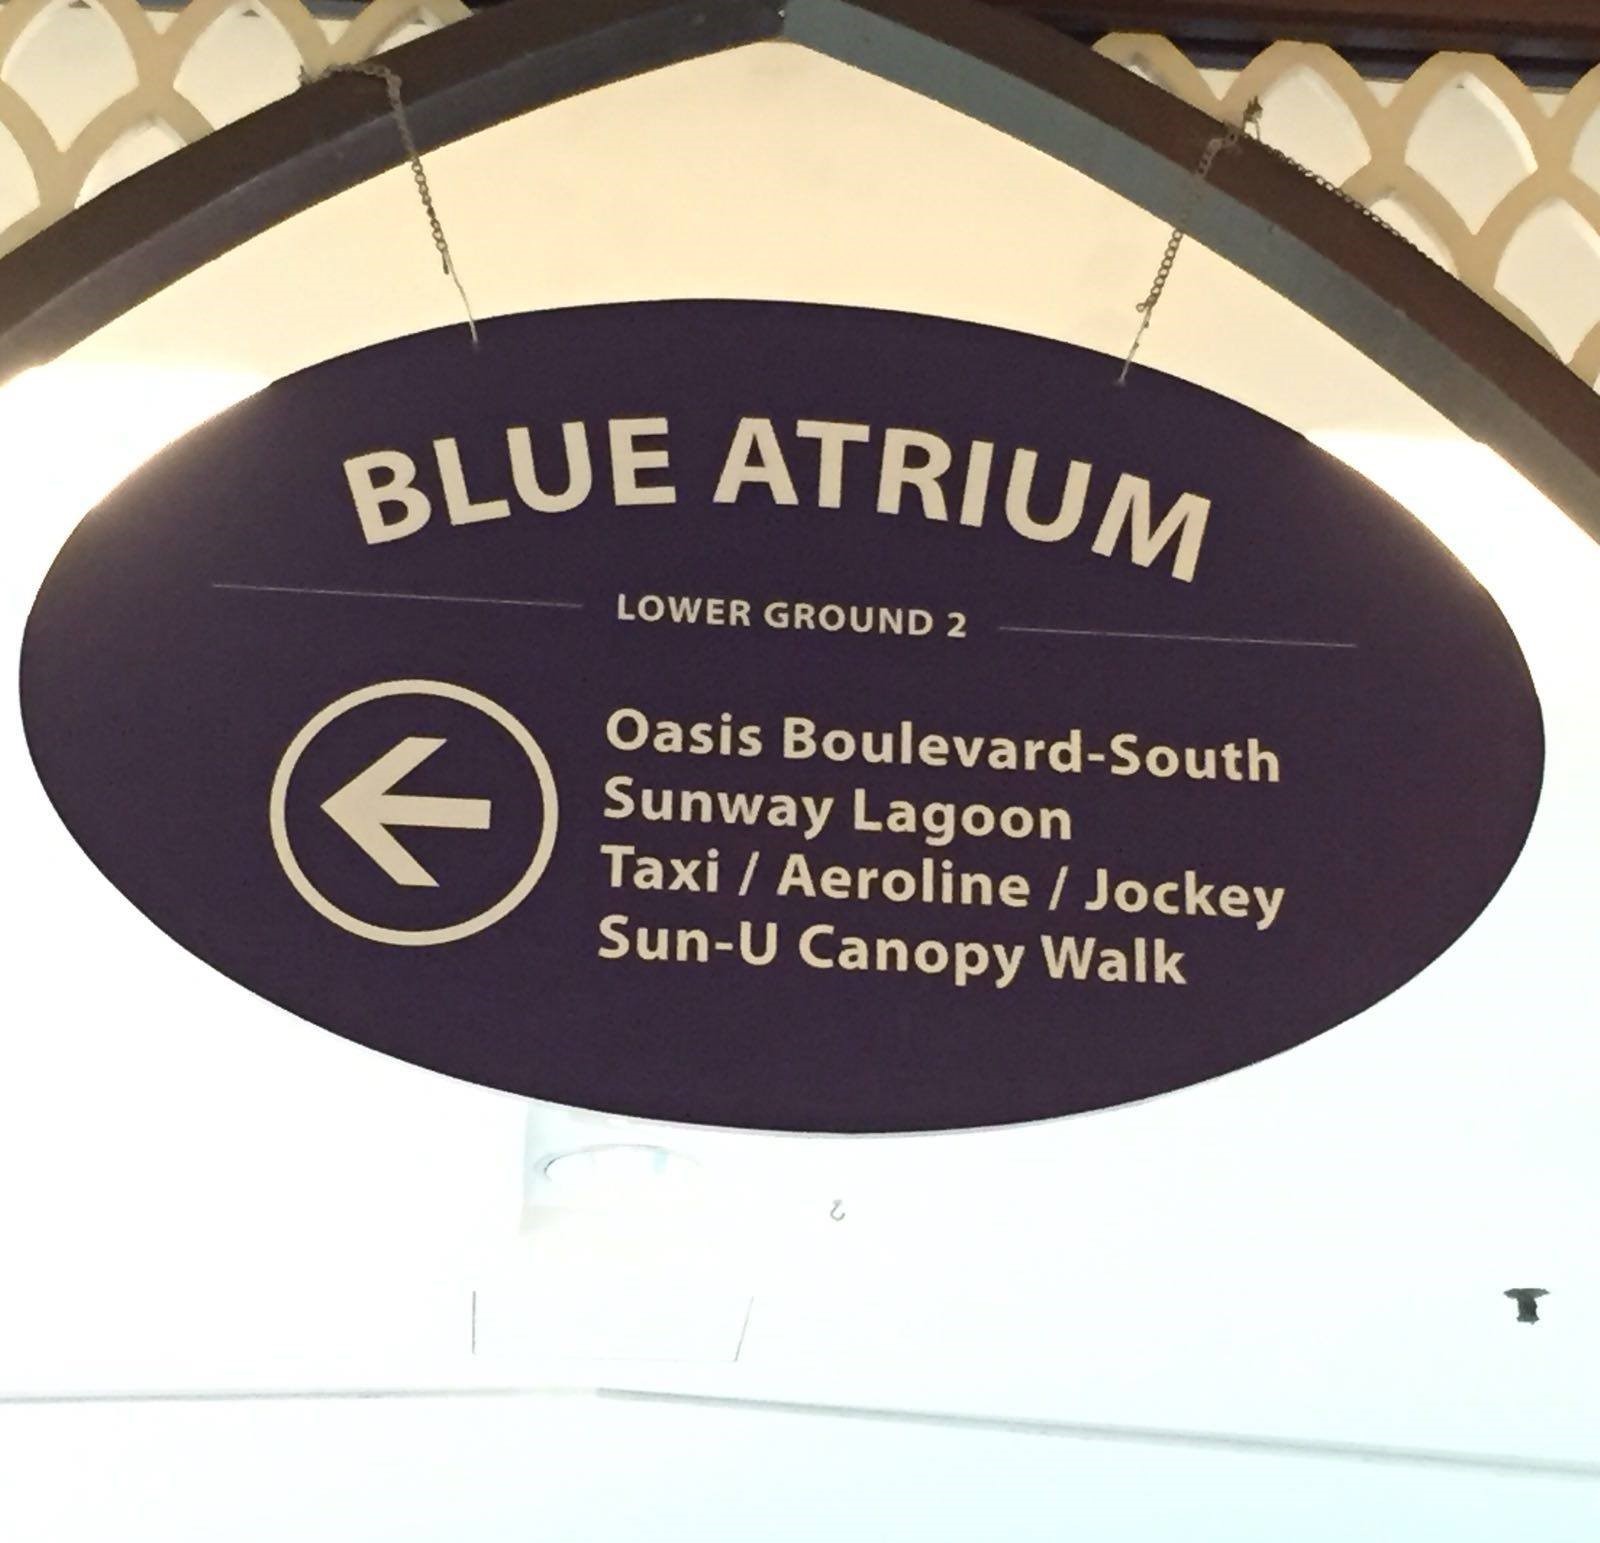 BLUE ATRIUM
LOWER GROUND 2
Oasis Boulevard-South
Sunway Lagoon
Taxi / Aeroline / Jockey
Sun-U Canopy Walk